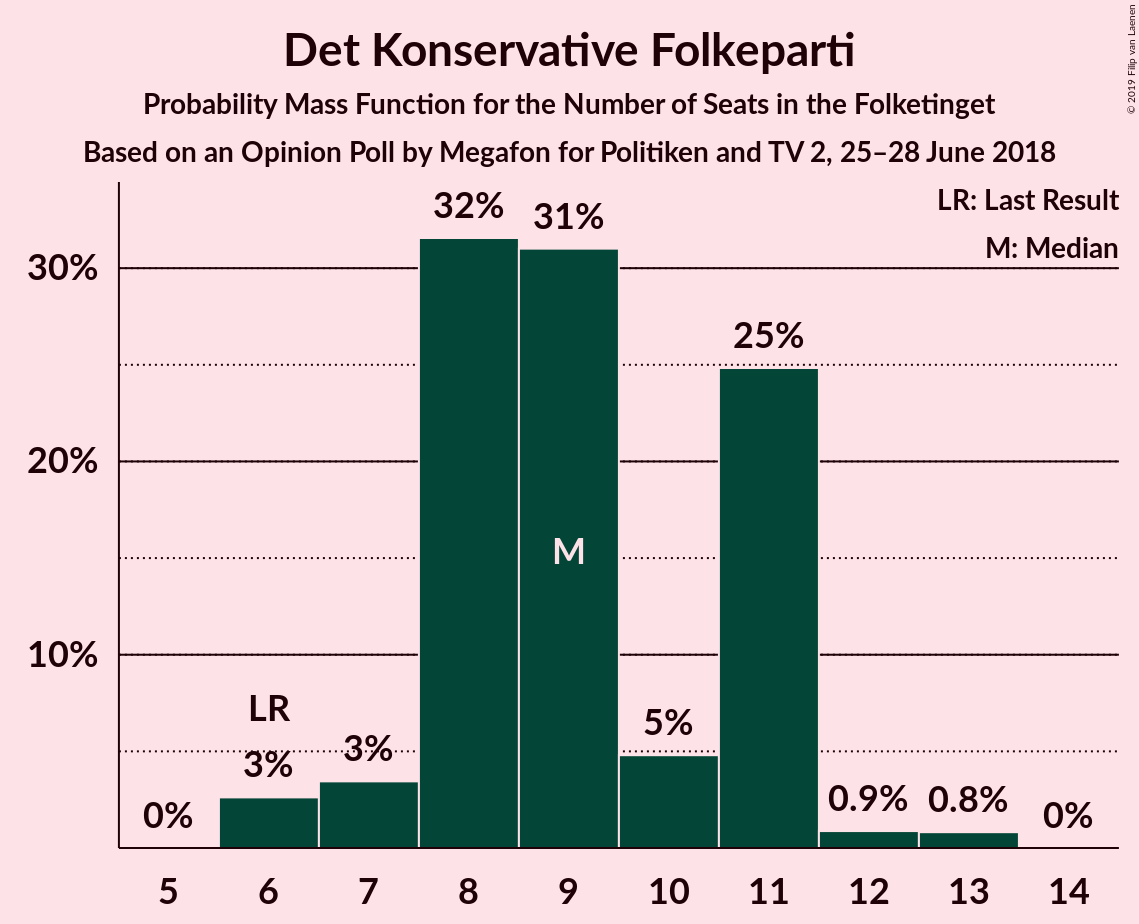 Det Konservative Folkeparti
Probability Mass Function for the Number of Seats in the Folketinget
Based on an Opinion Poll by Megafon for Politiken and TV 2, 25–28 June 2018
© 2019 Filip van Laenen
LR: Last Result
M: Median
30%
20%
10%
0%
LR
3%
3%
32%
31%
M
5%
25%
0.9%
0.8%
0%
5 6 7 8 9 10 11 12 13 14